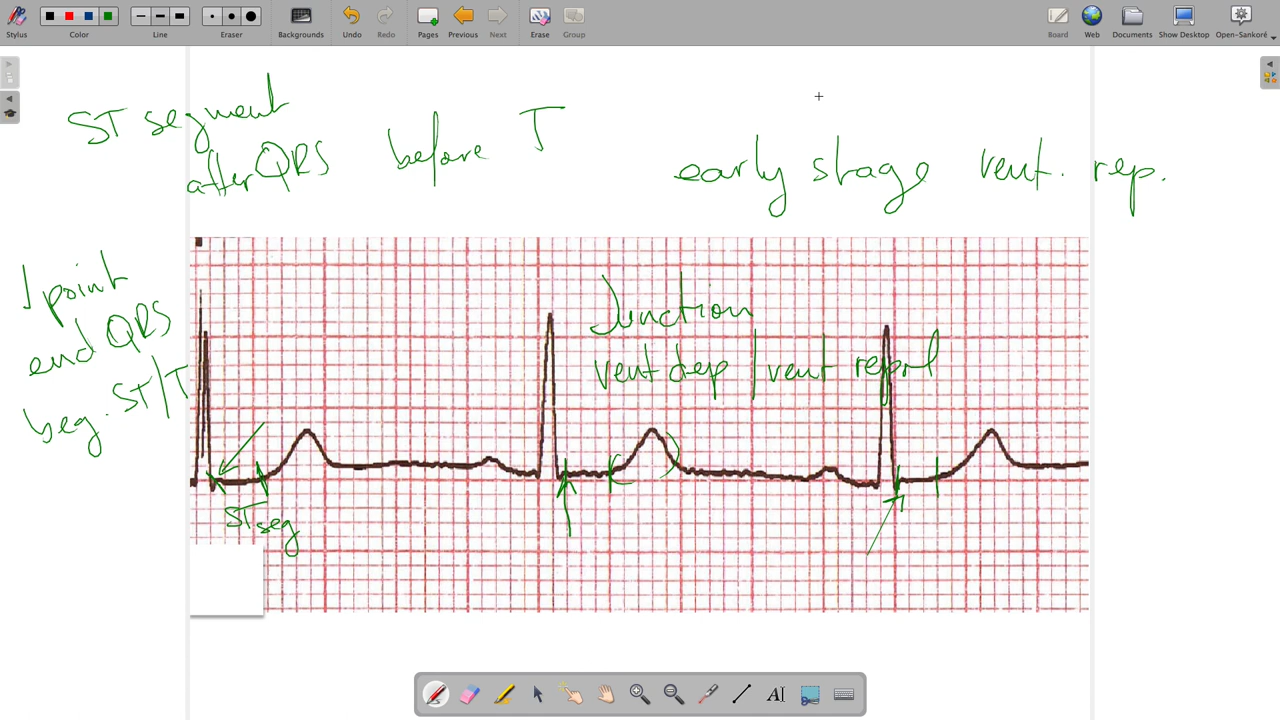 Stylus
Color
Line
Eraser
Backgrounds
Undo
Redo
Pages
Previous
Next
Erase
Group
Board
Web
Documents
Show Desktop
Open-Sankoré
ST segment
after QRS before T
early stage vent. rep.
J point
end QRS
beg. ST/T
Junction
vent dep / vent repol
ST seg
AI